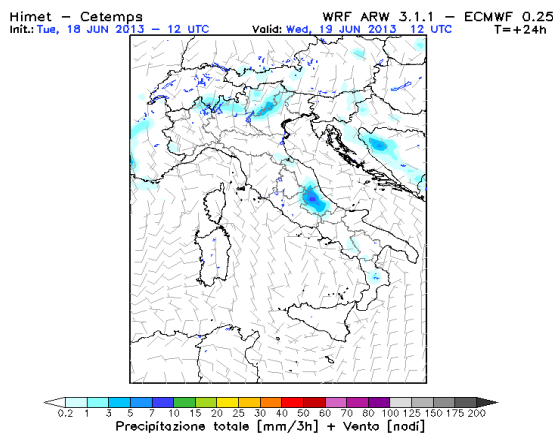 Himet – Cetemps WRF ARW 3.1.1 – ECMWF 0.25
Init.: Tue, 18 JUN 2013 – 12 UTC Valid: Wed, 19 JUN 2013 12 UTC T=+24h
0.2 1 3 5 7 10 15 20 25 30 40 50 60 70 80 100 125 150 175 200
Precipitazione totale [mm/3h] + Vento [nodi]